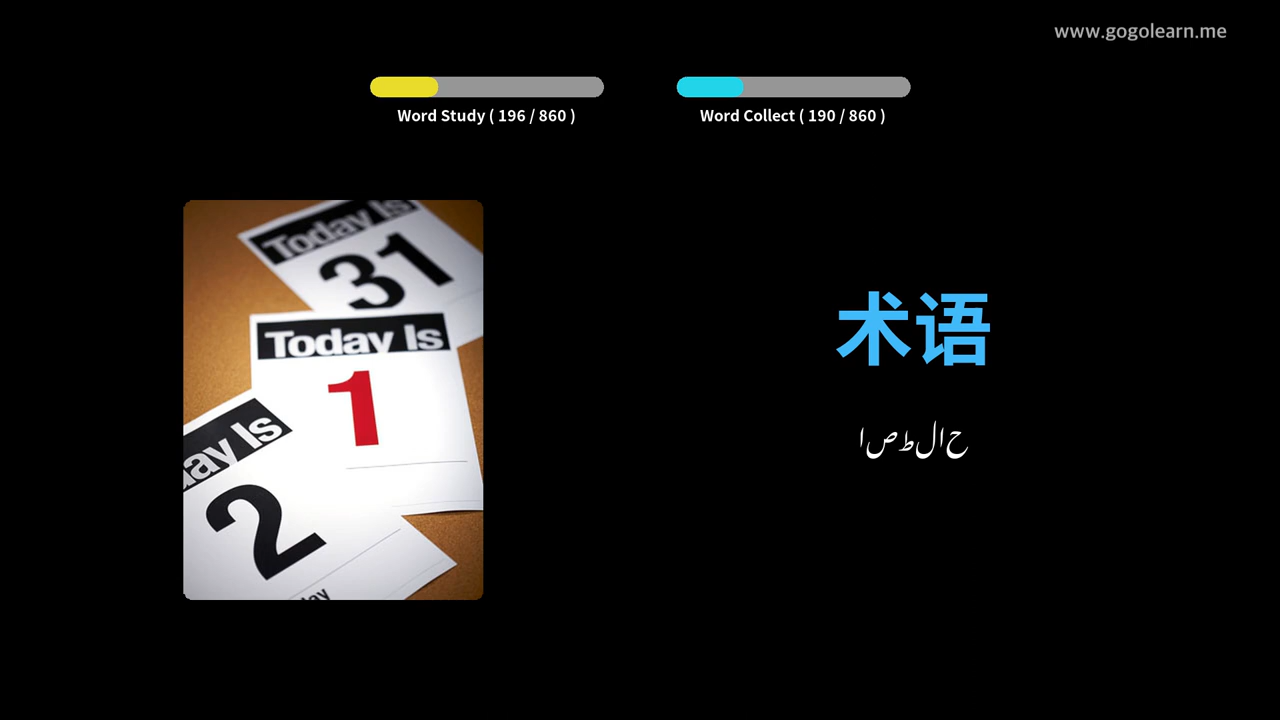 www.gogolearn.me
Word Study ( 196 / 860 )
Word Collect ( 190 / 860 )
Today Is
31
Today Is
1
ay Is
2
day
术语
اصطلاح